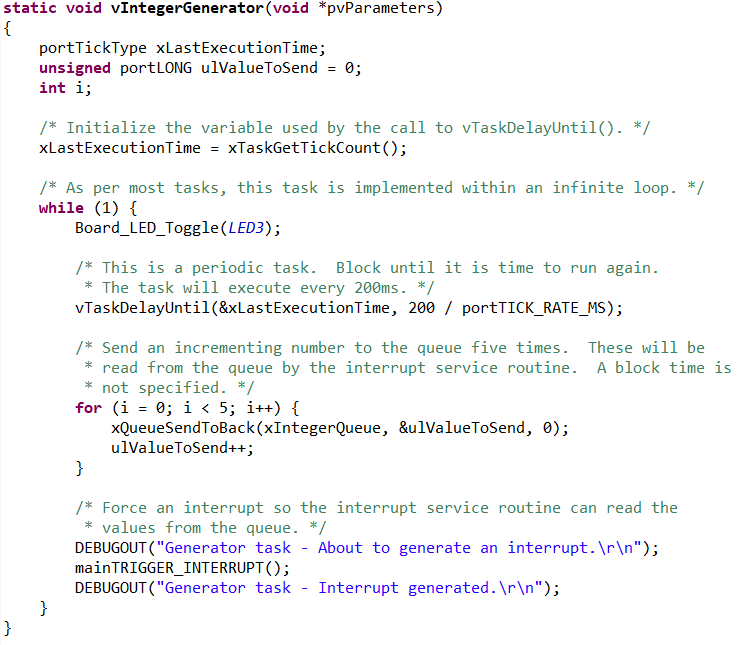 static void vIntegerGenerator(void *pvParameters)
{
    portTickType xLastExecutionTime;
    unsigned portLONG ulValueToSend = 0;
    int i;

    /* Initialize the variable used by the call to vTaskDelayUntil(). */
    xLastExecutionTime = xTaskGetTickCount();

    /* As per most tasks, this task is implemented within an infinite loop. */
    while (1) {
        Board_LED_Toggle(LED3);

        /* This is a periodic task.  Block until it is time to run again.
         * The task will execute every 200ms. */
        vTaskDelayUntil(&xLastExecutionTime, 200 / portTICK_RATE_MS);

        /* Send an incrementing number to the queue five times.  These will be
         * read from the queue by the interrupt service routine.  A block time is
         * not specified. */
        for (i = 0; i < 5; i++) {
            xQueueSendToBack(xIntegerQueue, &ulValueToSend, 0);
            ulValueToSend++;
        }

        /* Force an interrupt so the interrupt service routine can read the
         * values from the queue. */
        DEBUGOUT("Generator task - About to generate an interrupt.\r\n");
        mainTRIGGER_INTERRUPT();
        DEBUGOUT("Generator task - Interrupt generated.\r\n");
    }
}